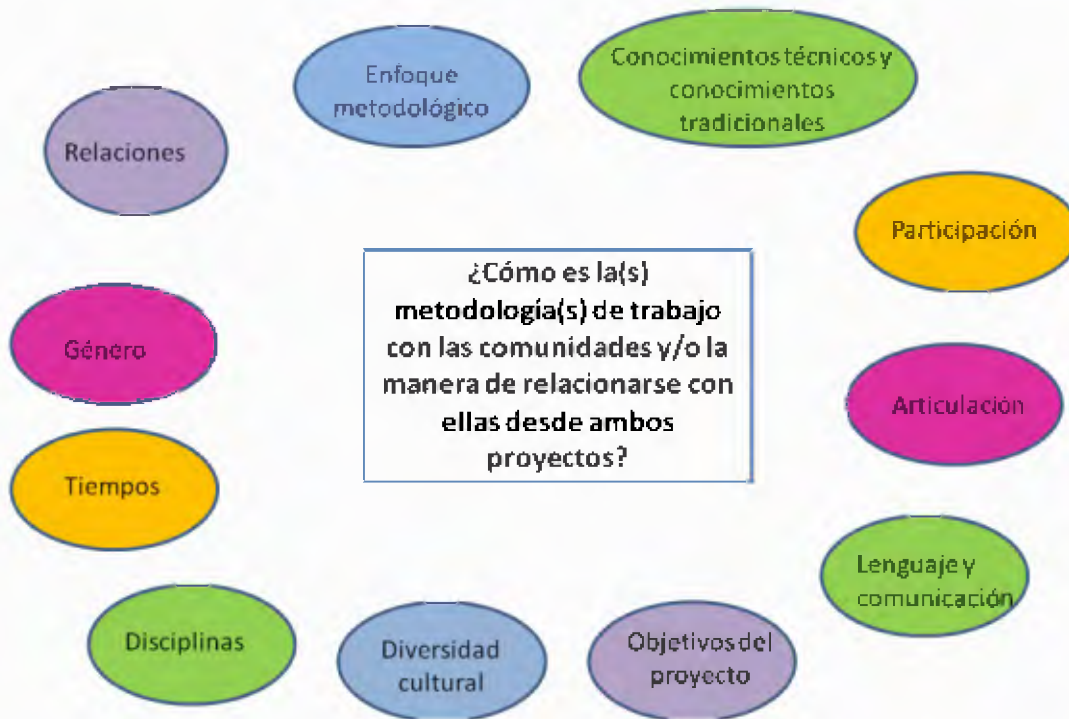 Enfoque
metodológico
Conocimientos técnicos y
conocimientos
tradicionales
Relaciones
Participación
¿Cómo es la(s)
metodología(s) de trabajo
con las comunidades y/o la
manera de relacionarse con
ellas desde ambos
proyectos?
Género
Articulación
Tiempos
Lenguaje y
comunicación
Disciplinas
Diversidad
cultural
Objetivos del
proyecto